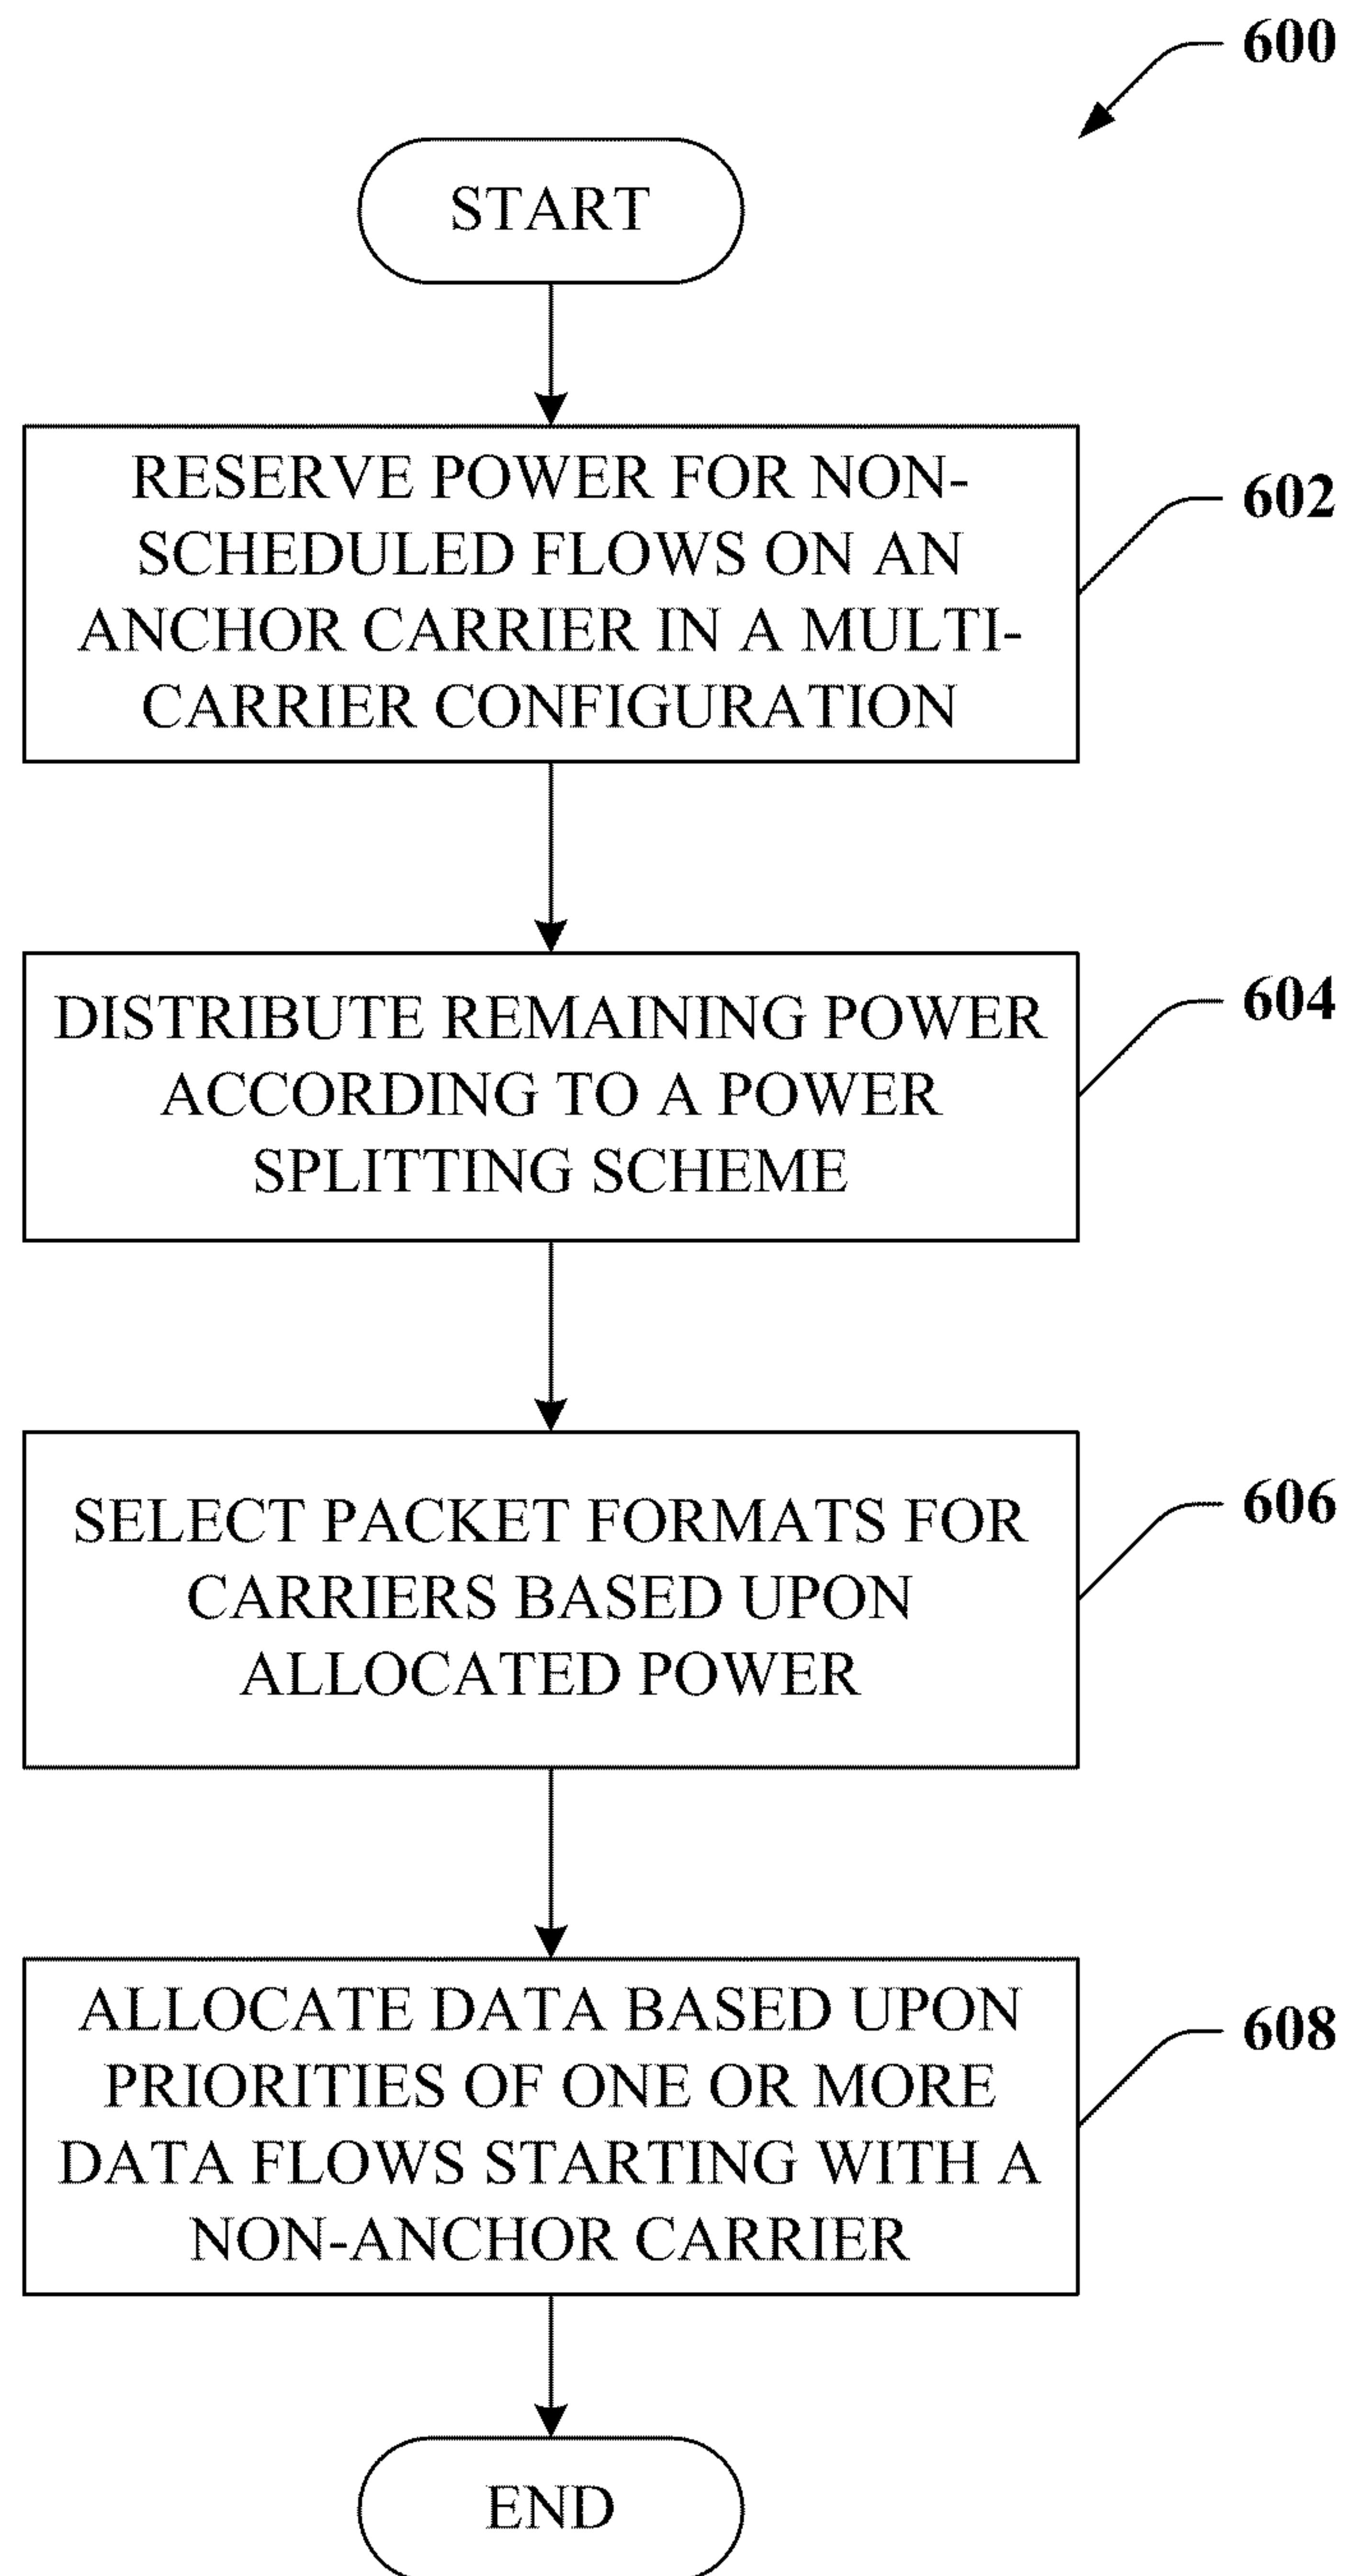 600
START
RESERVE POWER FOR NON-
SCHEDULED FLOWS ON AN
ANCHOR CARRIER IN A MULTI-
CARRIER CONFIGURATION
602
DISTRIBUTE REMAINING POWER
ACCORDING TO A POWER
SPLITTING SCHEME
604
SELECT PACKET FORMATS FOR
CARRIERS BASED UPON
ALLOCATED POWER
606
ALLOCATE DATA BASED UPON
PRIORITIES OF ONE OR MORE
DATA FLOWS STARTING WITH A
NON-ANCHOR CARRIER
608
END